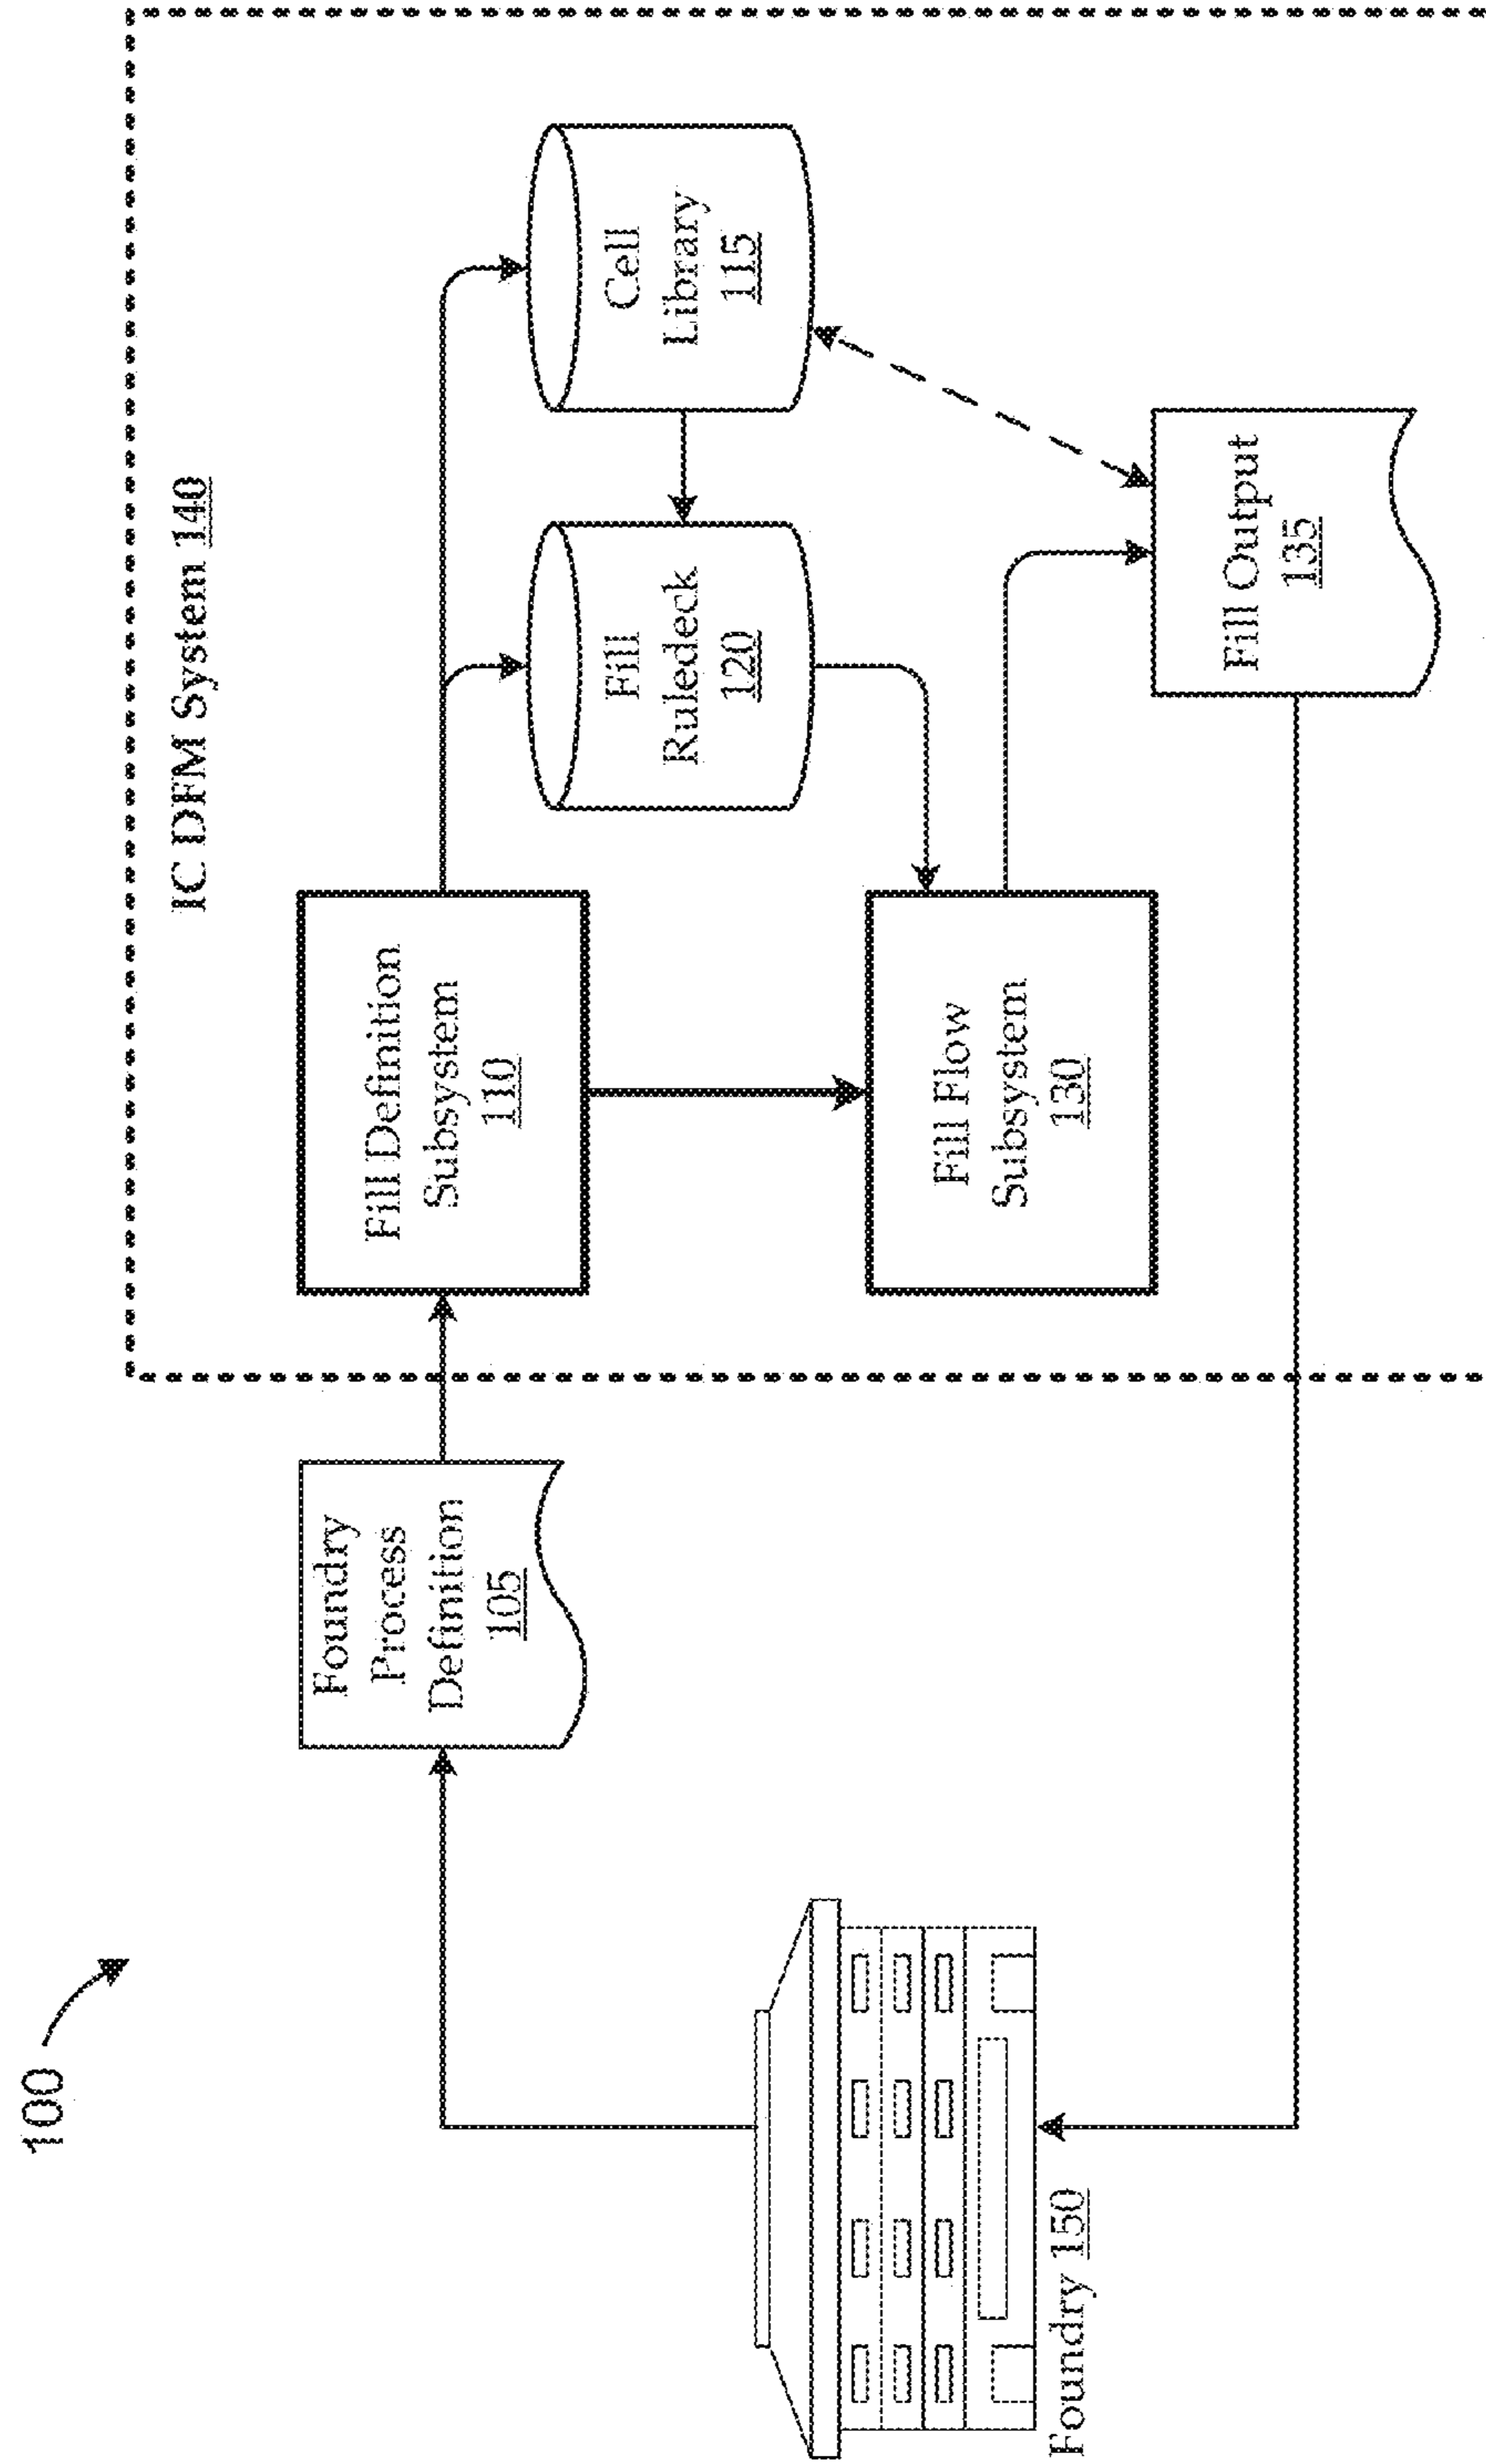 100
IC DFM System 140
Foundry
Process
Definition
105
Fill Definition
Subsystem
110
Fill
Ruledeck
120
Cell
Library
115
Fill Flow
Subsystem
130
Fill Output
135
Foundry 150